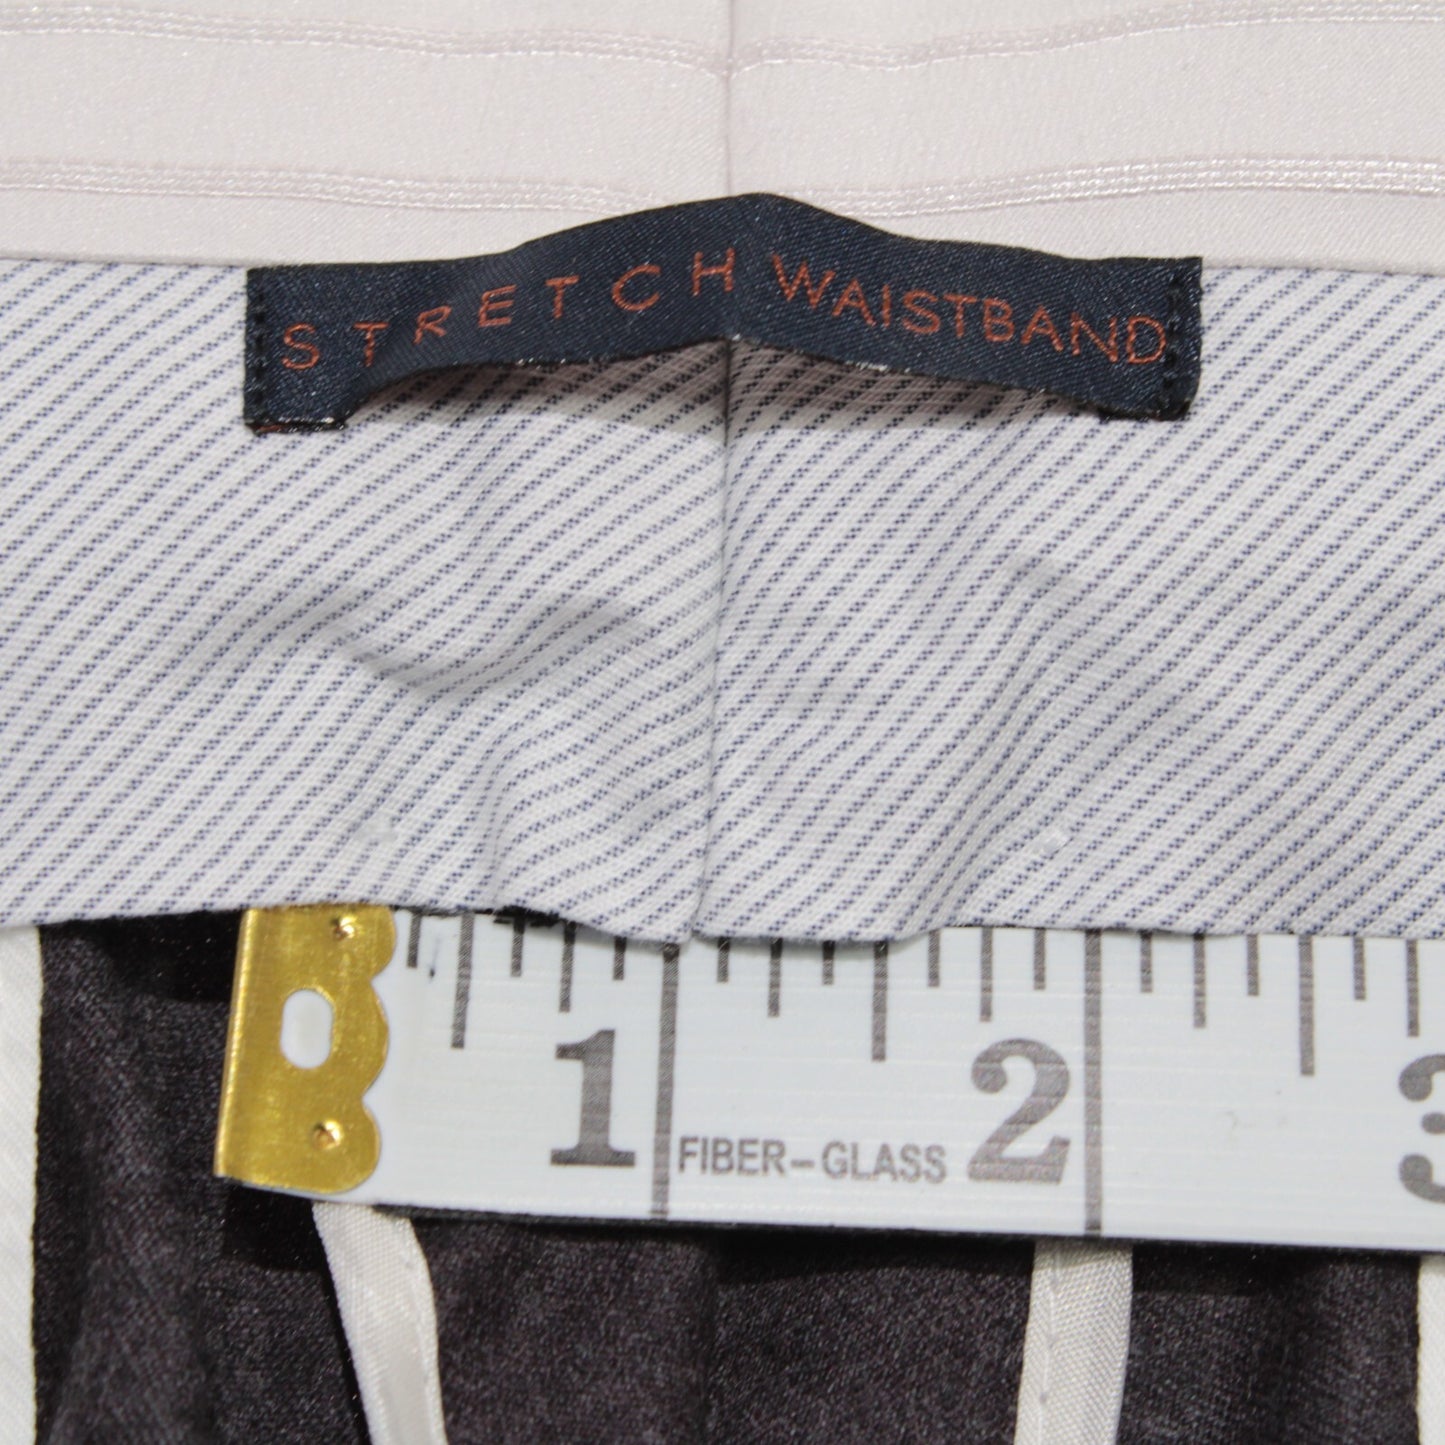 STRETCH WAISTBAND
1 2 3
FIBER-GLASS